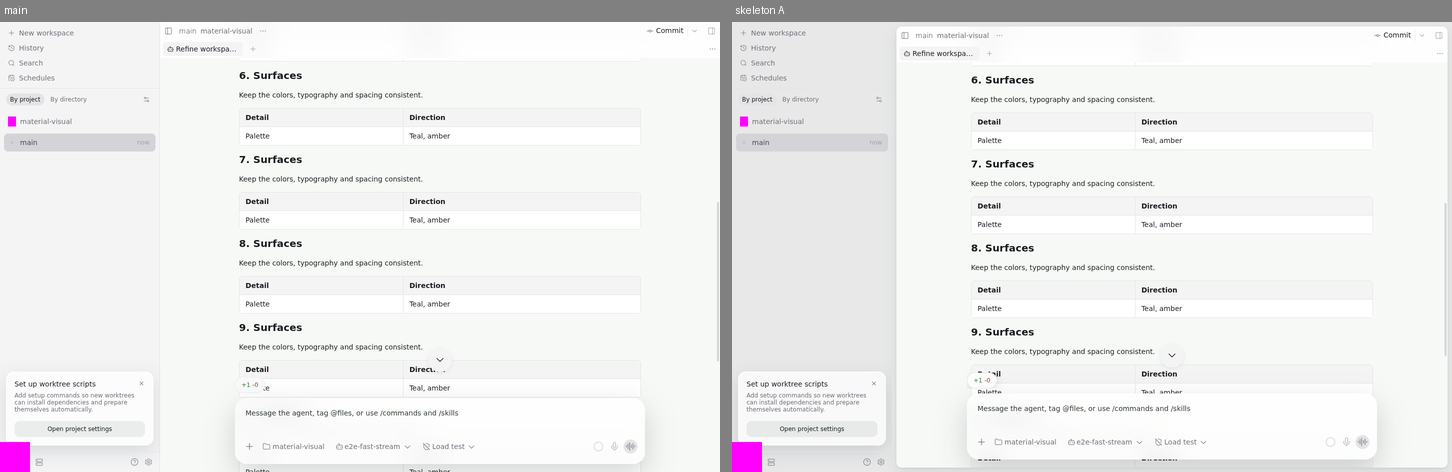 main
New workspace
History
Search
Schedules
By project By directory
material-visual
main now
Set up worktree scripts
Add setup commands so new worktrees
can install dependencies and prepare
themselves automatically.
Open project settings
main material-visual ... Commit
Refine workspa...
6. Surfaces
Keep the colors, typography and spacing consistent.
Detail Direction
Palette Teal, amber
7. Surfaces
Keep the colors, typography and spacing consistent.
Detail Direction
Palette Teal, amber
8. Surfaces
Keep the colors, typography and spacing consistent.
Detail Direction
Palette Teal, amber
9. Surfaces
Keep the colors, typography and spacing consistent.
Detail
+1 -0 Teal, amber
Message the agent, tag @files, or use /commands and /skills
material-visual e2e-fast-stream Load test
Palette Teal, amber
skeleton A
New workspace
History
Search
Schedules
By project By directory
material-visual
main now
Set up worktree scripts
Add setup commands so new worktrees
can install dependencies and prepare
themselves automatically.
Open project settings
main material-visual ... Commit
Refine workspa...
6. Surfaces
Keep the colors, typography and spacing consistent.
Detail Direction
Palette Teal, amber
7. Surfaces
Keep the colors, typography and spacing consistent.
Detail Direction
Palette Teal, amber
8. Surfaces
Keep the colors, typography and spacing consistent.
Detail Direction
Palette Teal, amber
9. Surfaces
Keep the colors, typography and spacing consistent.
Detail Direction
+1 -0
Palette Teal, amber
Message the agent, tag @files, or use /commands and /skills
material-visual e2e-fast-stream Load test